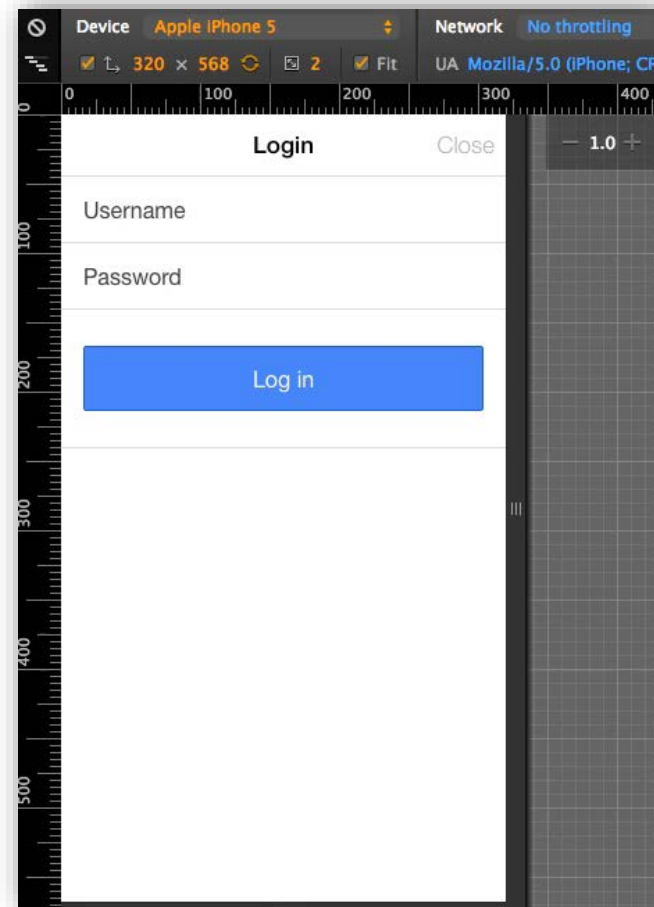 Device Apple iPhone 5 Network No throttling
320 × 568 2 Fit UA Mozilla/5.0 (iPhone; CP
0 100 200 300 400
0
Login Close
− 1.0 +
Username
100
Password
200
Log in
300
400
500